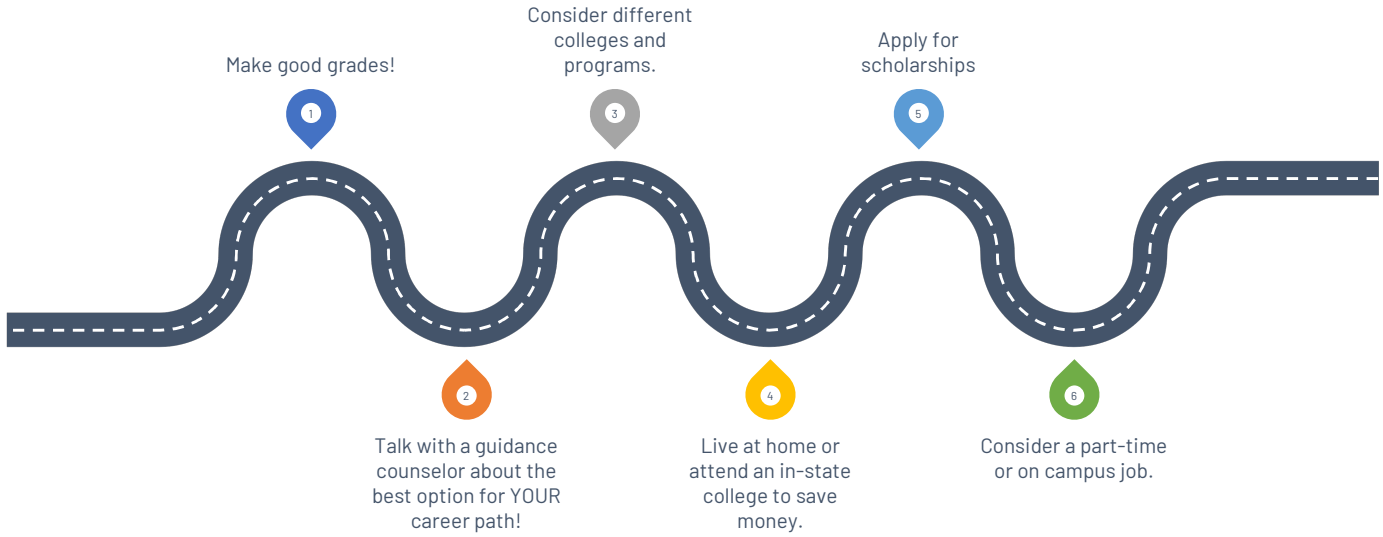 Make good grades!
1
Talk with a guidance
counselor about the
best option for YOUR
career path!
2
Consider different
colleges and
programs.
3
Live at home or
attend an in-state
college to save
money.
4
Apply for
scholarships
5
Consider a part-time
or on campus job.
6